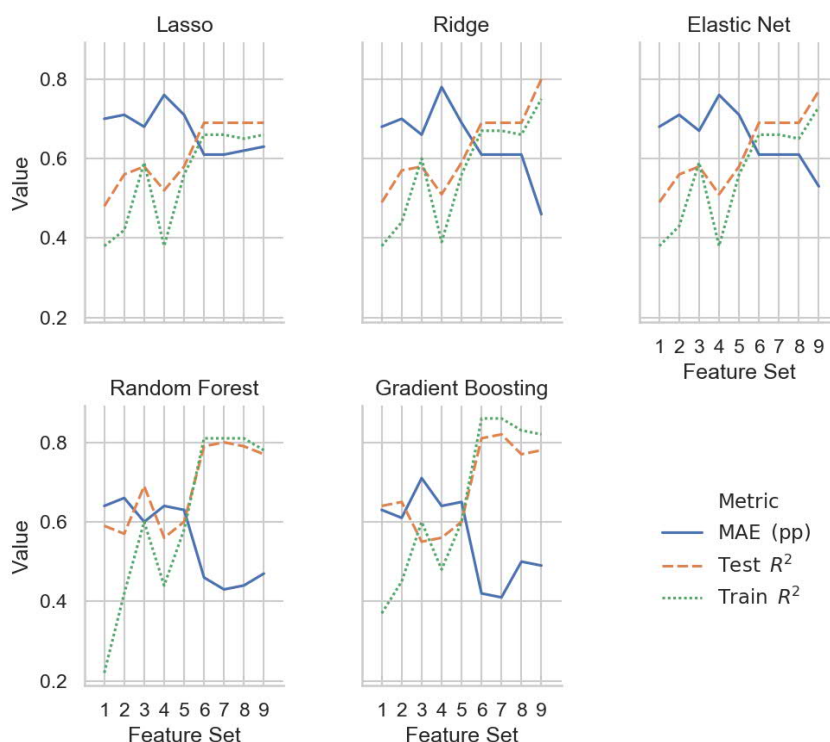 Lasso
Ridge
Elastic Net
Value
0.8
0.6
0.4
0.2
1 2 3 4 5 6 7 8 9
Feature Set
Random Forest
Gradient Boosting
Value
0.8
0.6
0.4
0.2
1 2 3 4 5 6 7 8 9
Feature Set
1 2 3 4 5 6 7 8 9
Feature Set
Metric
MAE (pp)
Test R²
Train R²